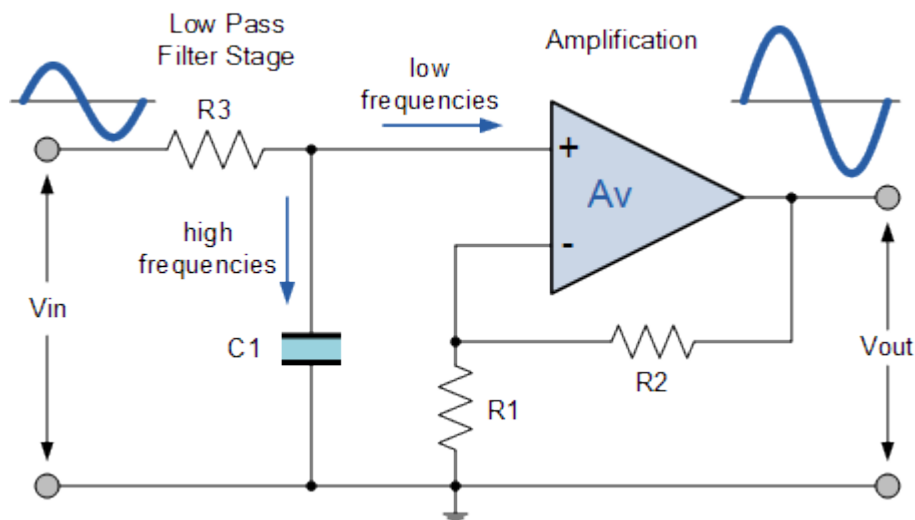 Low Pass
Filter Stage
Amplification
low
frequencies
R3
+
Av
-
high
frequencies
Vin
C1
R2
Vout
R1